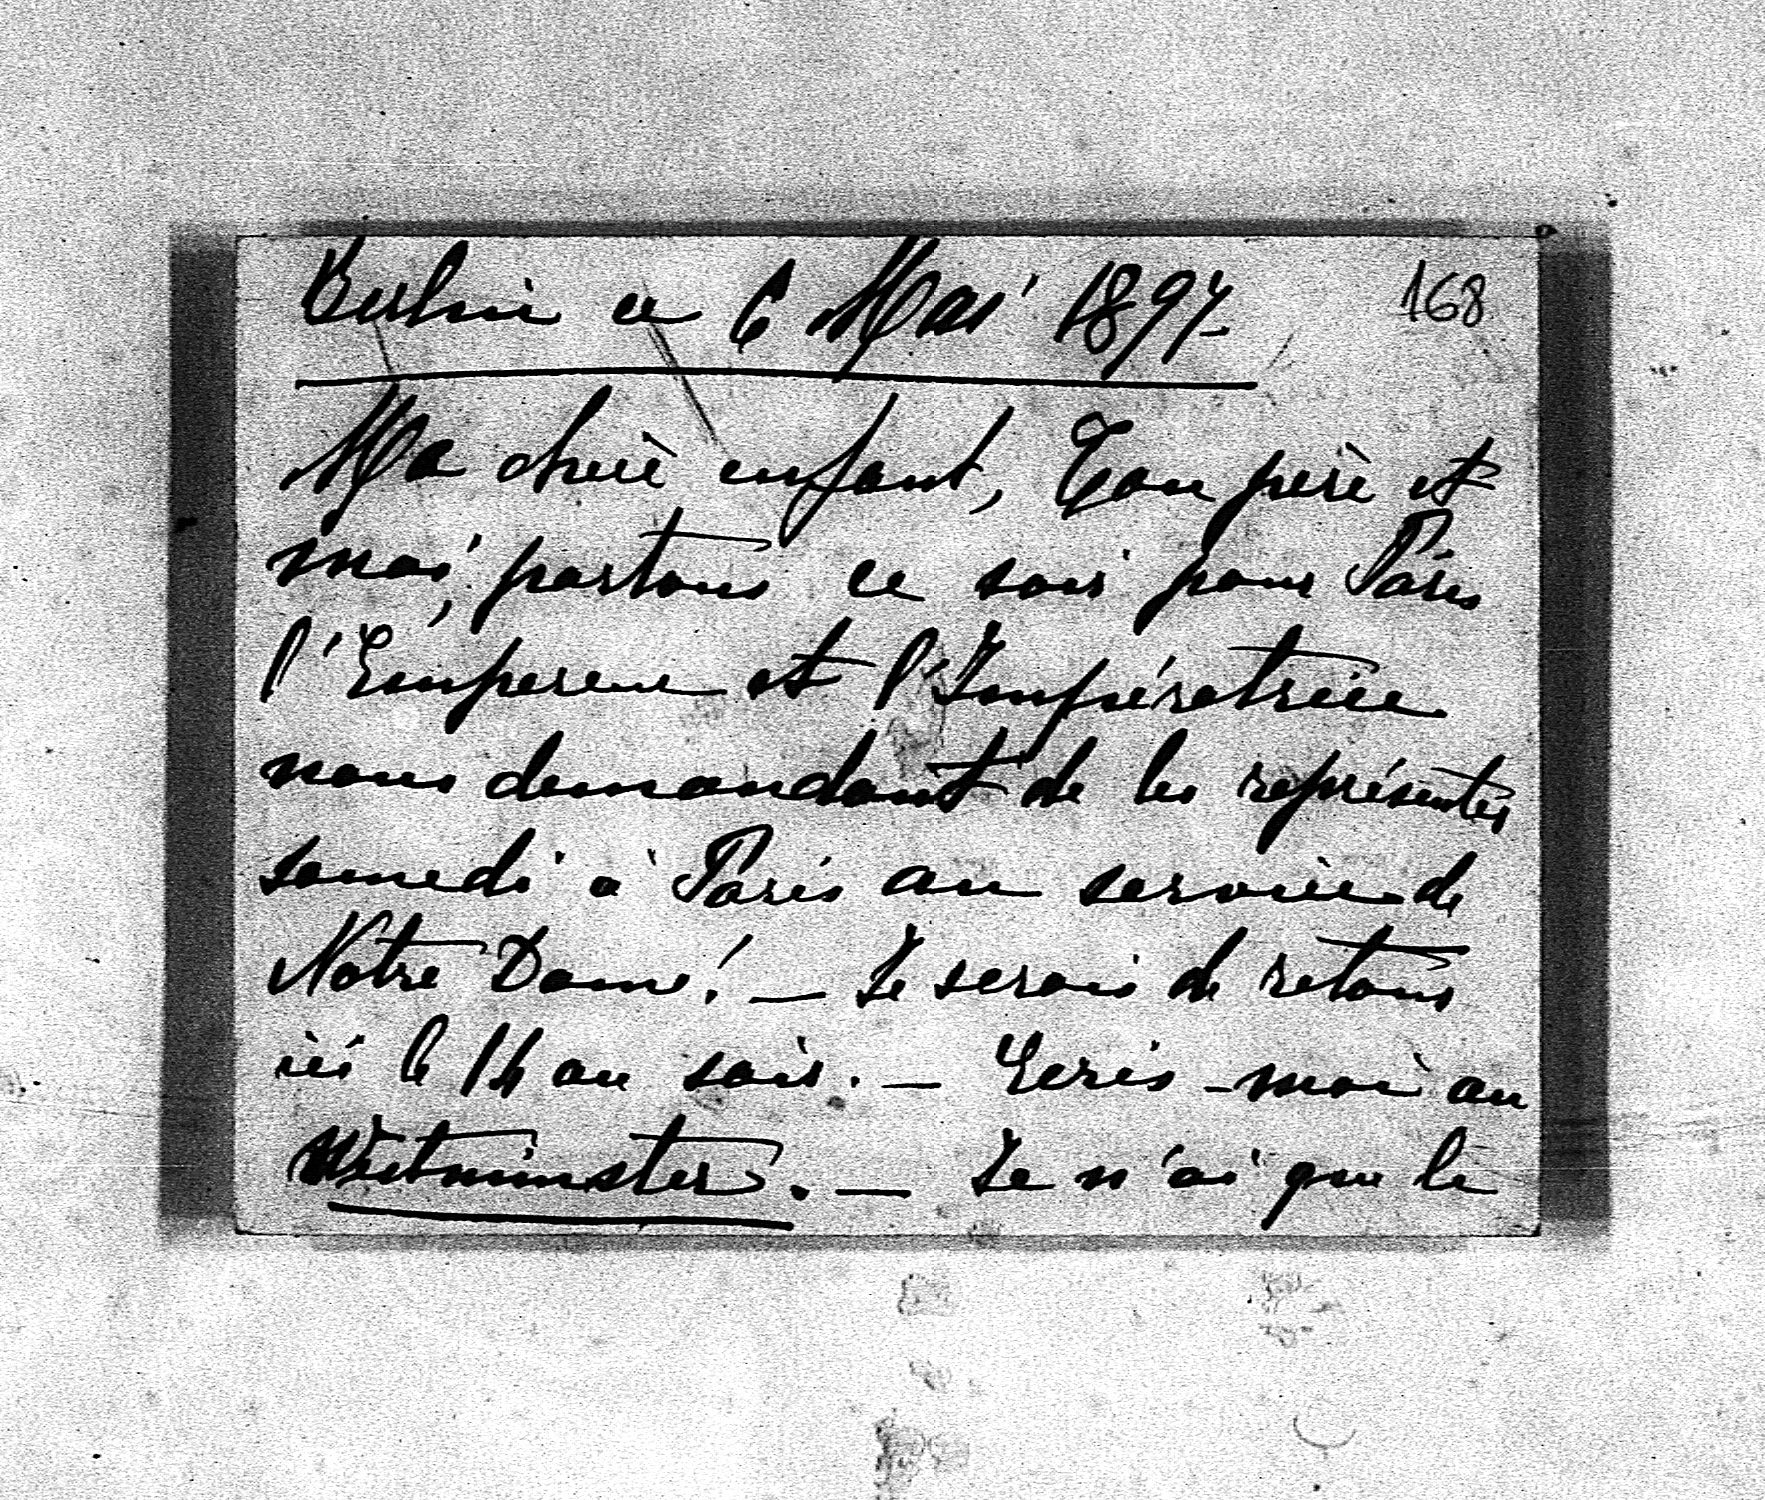 Berlin ce 6 Mai 1897. 168
Ma chère enfant, Ton père et
moi, partons ce soir pour Paris
l'Empereur et l'Impératrice
nous demandant de les représenter
samedi à Paris au service de
Notre Dame! — Je serais de retour
ici le 14 au soir. — Ecris-moi au
Westminster. — Je n'ai que le